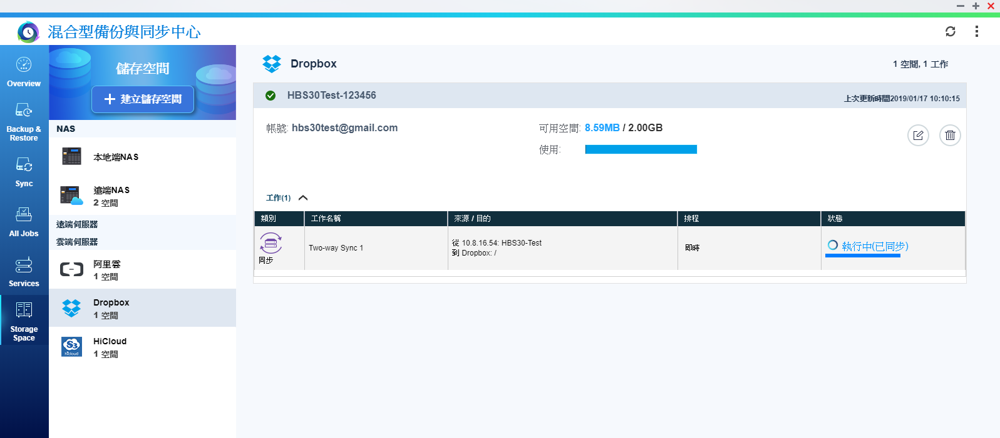 混合型備份與同步中心
Overview
Backup &
Restore
Sync
All Jobs
Services
Storage
Space
儲存空間
建立儲存空間
NAS
本地端NAS
遠端NAS
2 空間
遠端伺服器
雲端伺服器
阿里雲
1 空間
Dropbox
1 空間
S3
hicloud
HiCloud
1 空間
Dropbox
1 空間, 1 工作
HBS30Test-123456
上次更新時間2019/01/17 10:10:15
帳號: hbs30test@gmail.com
可用空間: 8.59MB / 2.00GB
使用:
工作(1)
類別 工作名稱 來源 / 目的 排程 狀態
同步
Two-way Sync 1
從 10.8.16.54: HBS30-Test
到 Dropbox: /
即時
執行中(已同步)